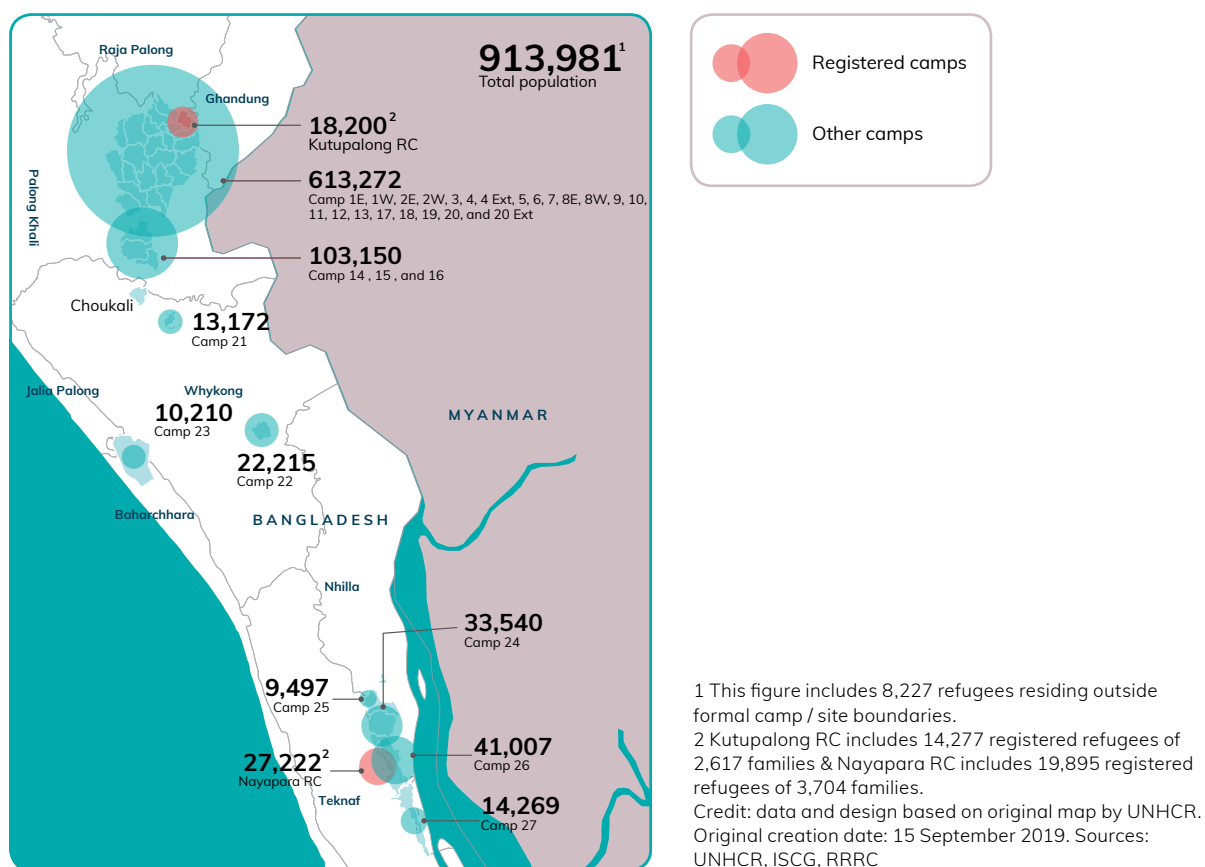 Raja Palong
913,981¹
Total population
Ghandung
18,200²
Kutupalong RC
613,272
Camp 1E, 1W, 2E, 2W, 3, 4, 4 Ext, 5, 6, 7, 8E, 8W, 9, 10,
11, 12, 13, 17, 18, 19, 20, and 20 Ext
Palong Khali
103,150
Camp 14 , 15 , and 16
Choukali
13,172
Camp 21
Jalia Palong
Whykong
10,210
Camp 23
MYANMAR
22,215
Camp 22
Baharchhara
BANGLADESH
Nhilla
33,540
Camp 24
9,497
Camp 25
41,007
Camp 26
27,222²
Nayapara RC
Teknaf
14,269
Camp 27
Registered camps
Other camps
1 This figure includes 8,227 refugees residing outside
formal camp / site boundaries.
2 Kutupalong RC includes 14,277 registered refugees of
2,617 families & Nayapara RC includes 19,895 registered
refugees of 3,704 families.
Credit: data and design based on original map by UNHCR.
Original creation date: 15 September 2019. Sources:
UNHCR, ISCG, RRRC